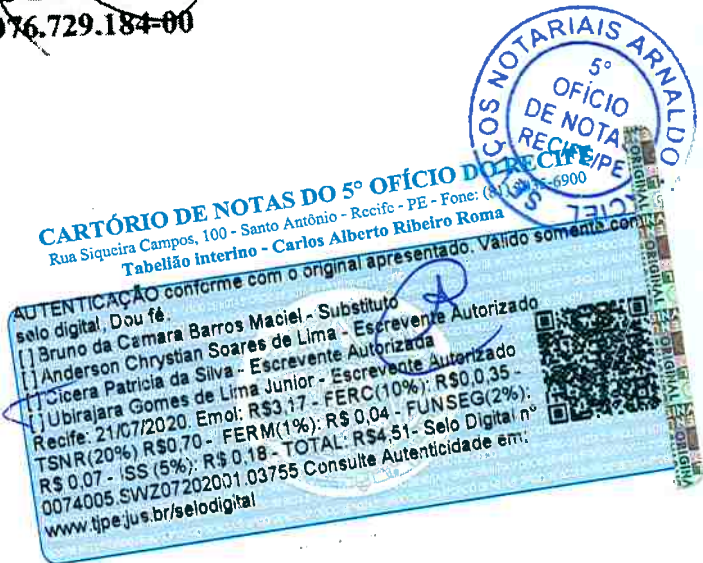 076.729.184-00
SERVIÇOS NOTARIAIS ARNALDO MACIEL
5º
OFÍCIO
DE NOTA
RECIFE/PE
CARTÓRIO DE NOTAS DO 5º OFÍCIO DO RECIFE
Rua Siqueira Campos, 100 - Santo Antônio - Recife - PE - Fone: (81) -6900
Tabelião interino - Carlos Alberto Ribeiro Roma
AUTENTICAÇÃO conforme com o original apresentado. Válido somente com
selo digital. Dou fé.
[ ] Bruno da Camara Barros Maciel - Substituto
[ ] Anderson Chrystian Soares de Lima - Escrevente Autorizado
[ ] Cicera Patricia da Silva - Escrevente Autorizada
[ ] Ubirajara Gomes de Lima Junior - Escrevente Autorizado
Recife: 21/07/2020. Emol: R$3,17 - FERC(10%): R$0,0,35 -
TSNR(20%) R$0,70 - FERM(1%): R$ 0,04 - FUNSEG(2%):
R$ 0,07 - ISS (5%): R$ 0,18 - TOTAL: R$4,51- Selo Digital nº
0074005.SWZ07202001.03755 Consulte Autenticidade em:
www.tjpe.jus.br/selodigital
ORIGINAL